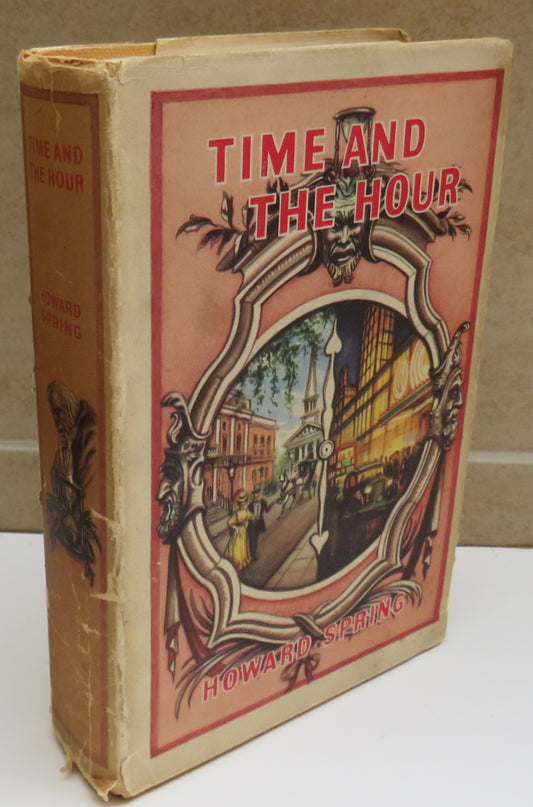 TIME AND
THE HOUR
HOWARD
SPRING
TIME AND
THE HOUR
HOWARD SPRING